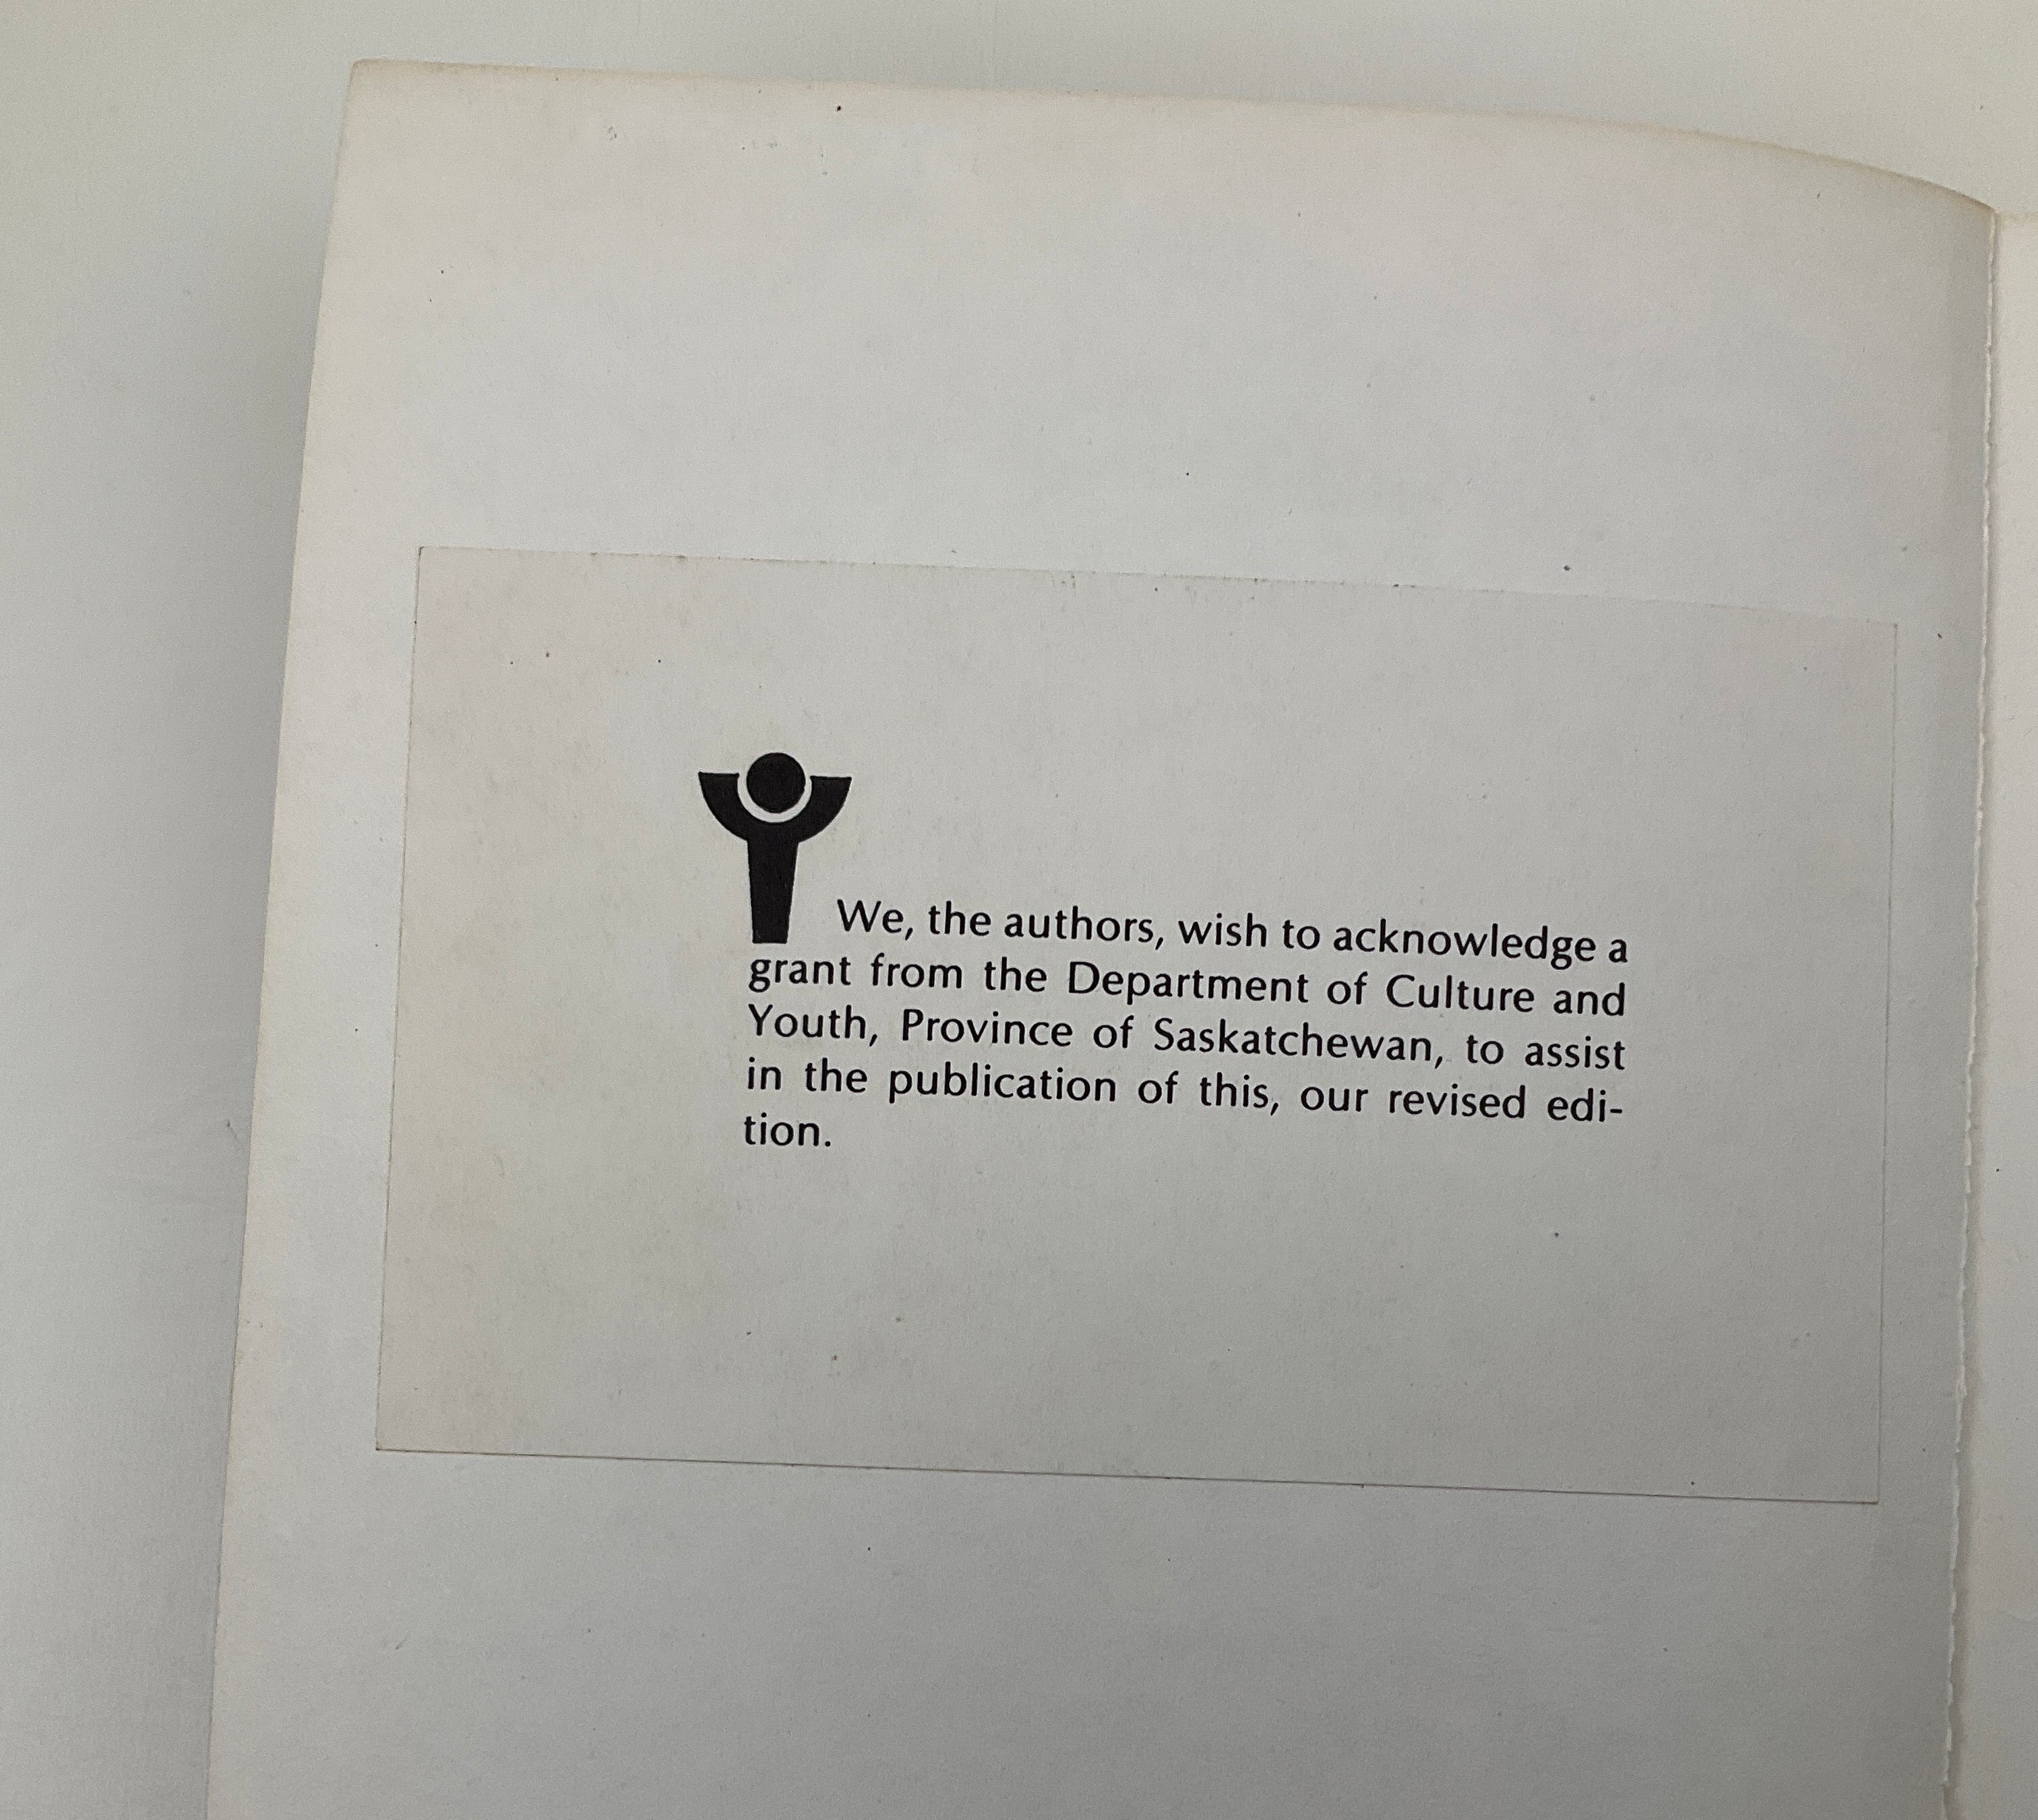 We, the authors, wish to acknowledge a
grant from the Department of Culture and
Youth, Province of Saskatchewan, to assist
in the publication of this, our revised edi-
tion.